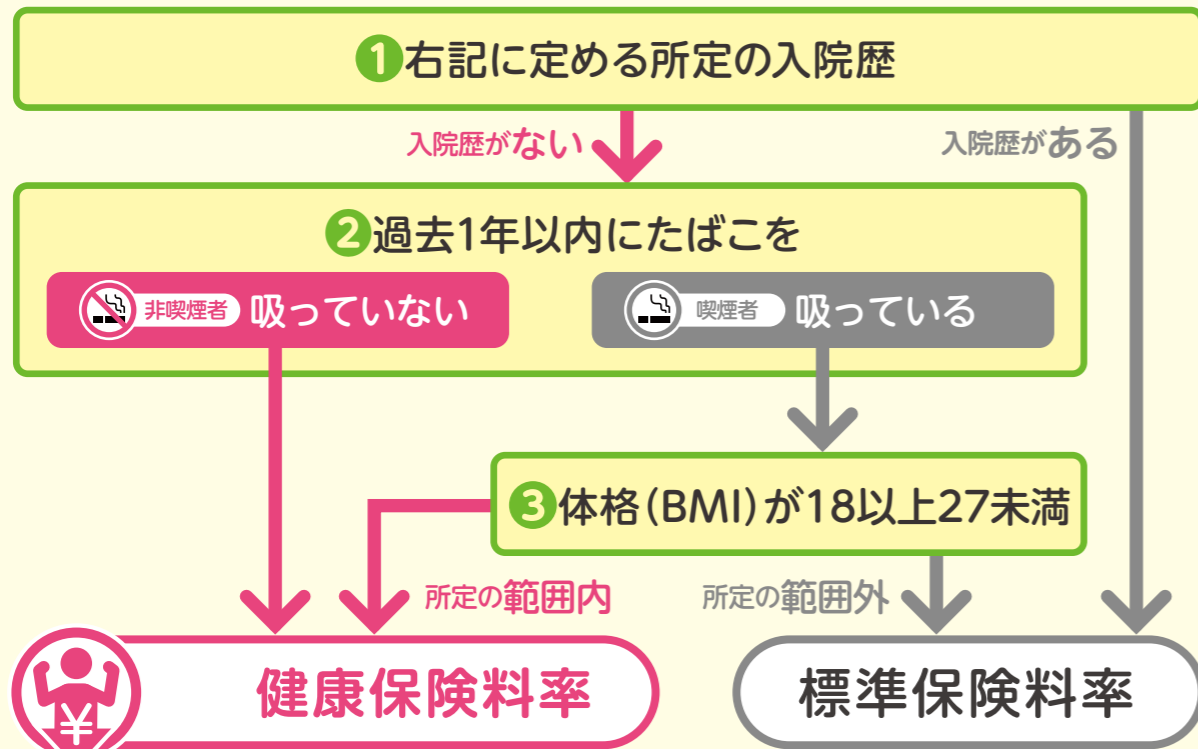 ❶右記に定める所定の入院歴
入院歴がない
入院歴がある
❷過去1年以内にたばこを
非喫煙者 吸っていない
喫煙者 吸っている
❸体格(BMI)が18以上27未満
所定の範囲内
所定の範囲外
¥
健康保険料率
標準保険料率